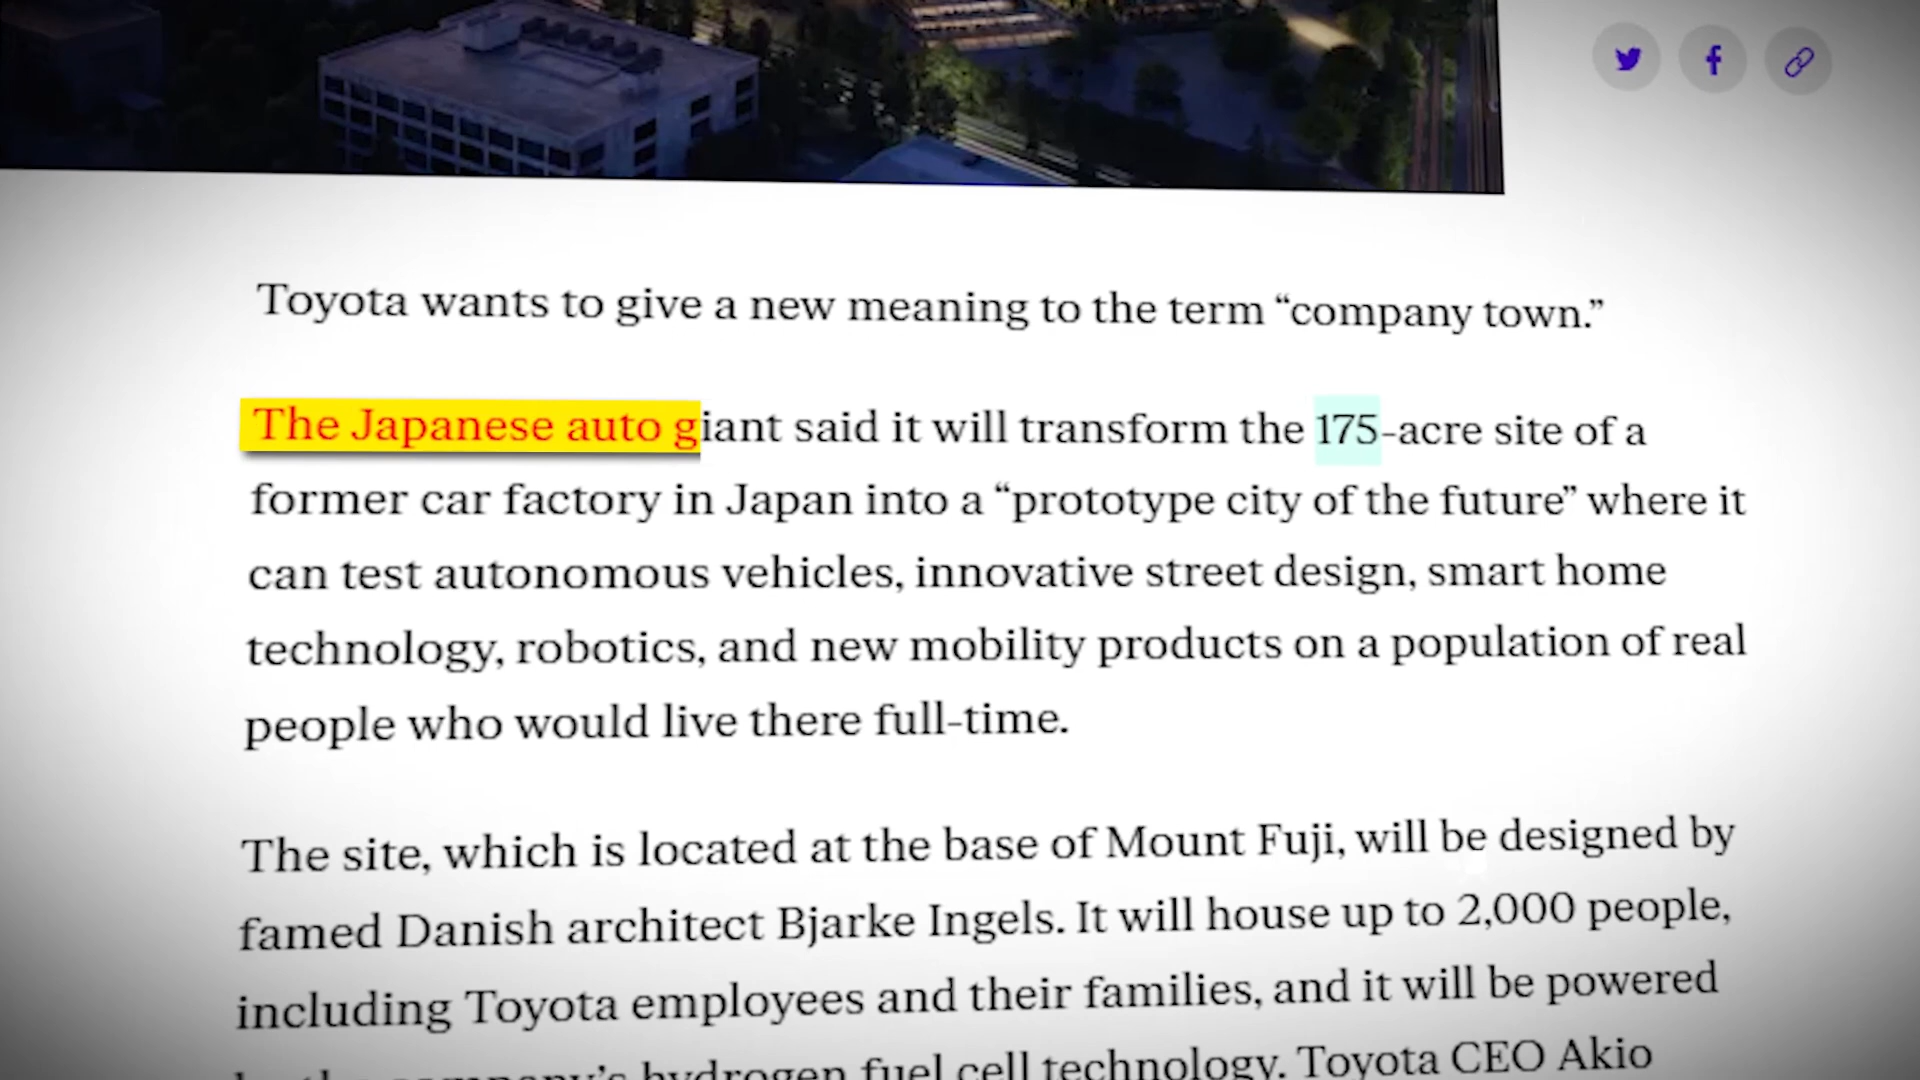 Toyota wants to give a new meaning to the term “company town.”
The Japanese auto giant said it will transform the 175-acre site of a
former car factory in Japan into a “prototype city of the future” where it
can test autonomous vehicles, innovative street design, smart home
technology, robotics, and new mobility products on a population of real
people who would live there full-time.
The site, which is located at the base of Mount Fuji, will be designed by
famed Danish architect Bjarke Ingels. It will house up to 2,000 people,
including Toyota employees and their families, and it will be powered
by the company’s hydrogen fuel cell technology. Toyota CEO Akio